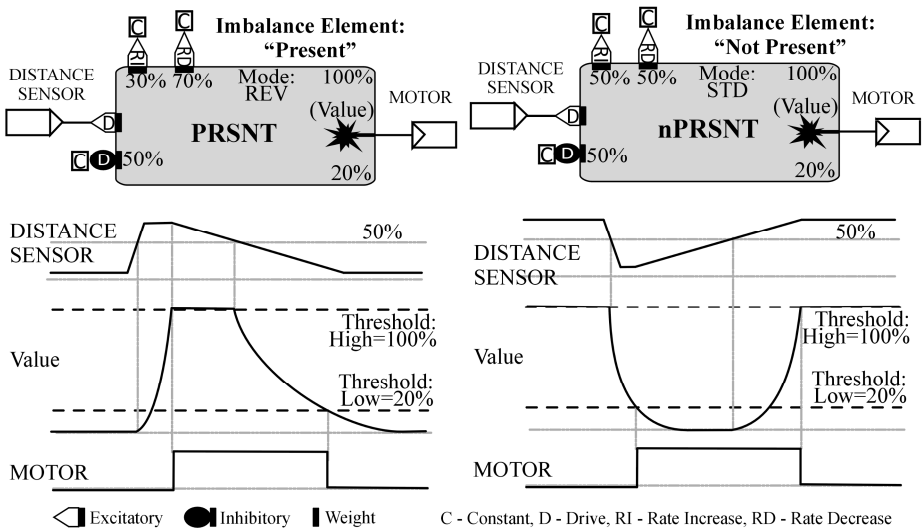 C C
RI RD
Imbalance Element:
“Present”
30% 70% Mode: 100%
REV
DISTANCE
SENSOR
D
(Value)
MOTOR
PRSNT
C D 50%
20%
C C
RI RD
Imbalance Element:
“Not Present”
50% 50% Mode: 100%
STD
DISTANCE
SENSOR
D
(Value)
MOTOR
nPRSNT
C D 50%
20%
DISTANCE
SENSOR
50%
Threshold:
High=100%
Value
Threshold:
Low=20%
MOTOR
DISTANCE
SENSOR
50%
Threshold:
High=100%
Value
Threshold:
Low=20%
MOTOR
Excitatory Inhibitory Weight
C - Constant, D - Drive, RI - Rate Increase, RD - Rate Decrease